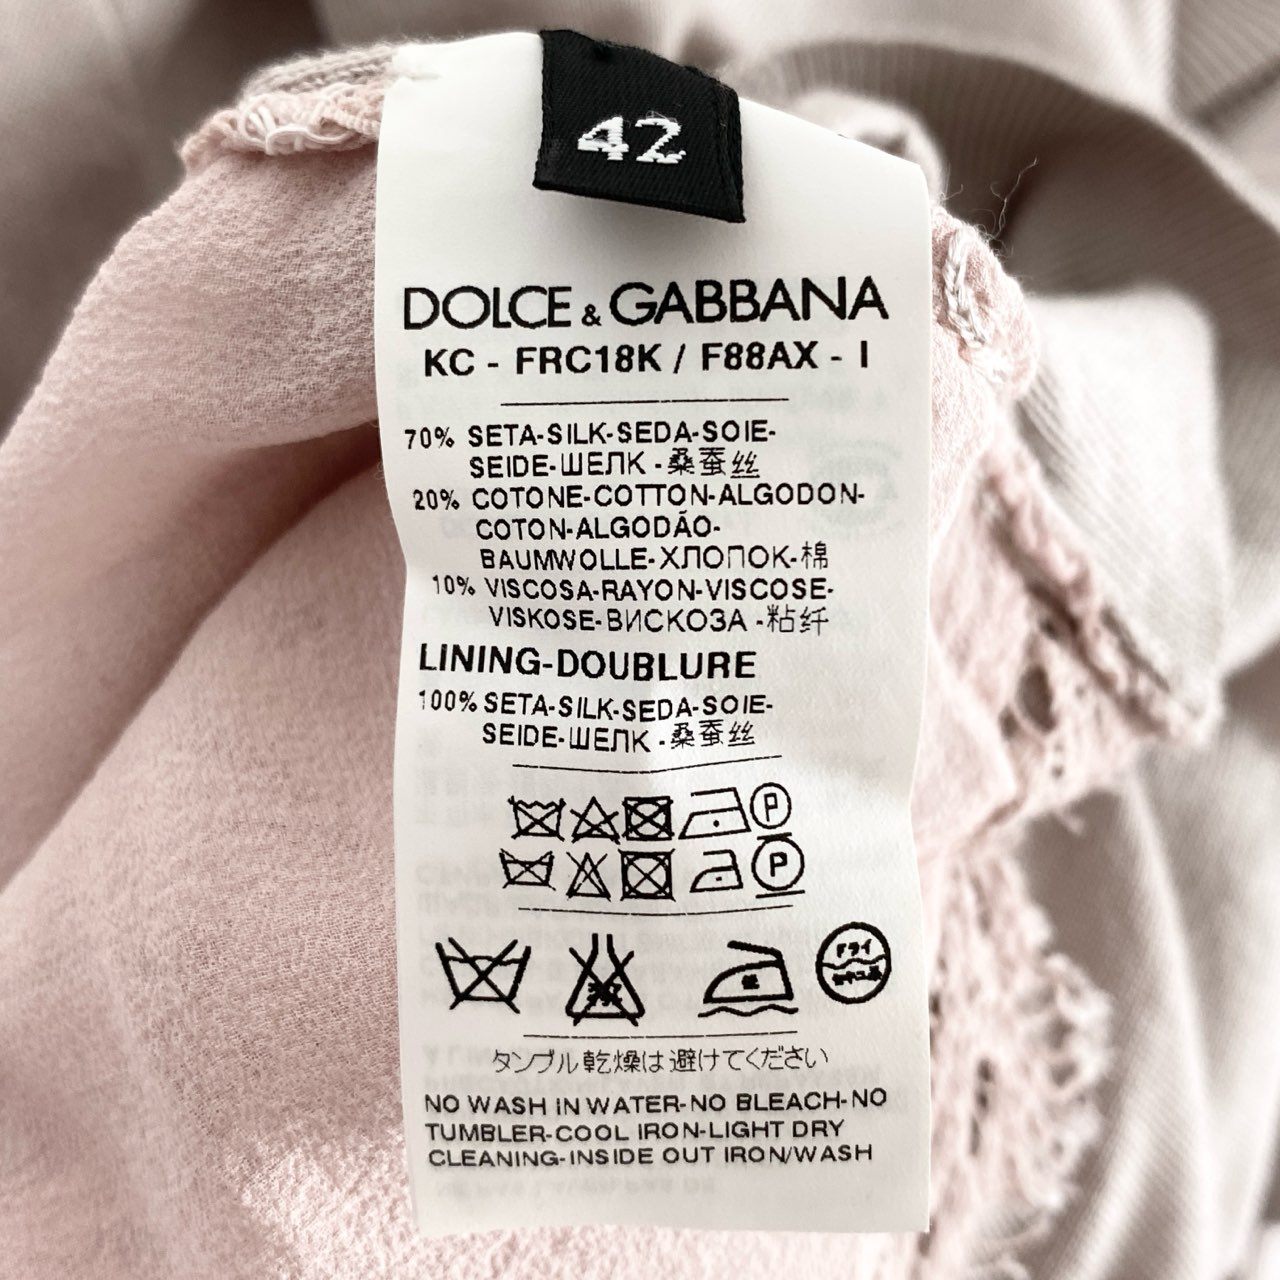 42
DOLCE & GABBANA
KC - FRC18K / F88AX - I
70% SETA-SILK-SEDA-SOIE-
SEIDE-ШЕЛК-桑蚕丝
20% COTONE-COTTON-ALGODON-
COTON-ALGODÃO-
BAUMWOLLE-ХЛОПОК-棉
10% VISCOSA-RAYON-VISCOSE-
VISKOSE-ВИСКОЗА-粘纤
LINING-DOUBLURE
100% SETA-SILK-SEDA-SOIE-
SEIDE-ШЕЛК-桑蚕丝
P
P
低 ドライ
タンブル乾燥は避けてください
NO WASH IN WATER-NO BLEACH-NO
TUMBLER-COOL IRON-LIGHT DRY
CLEANING-INSIDE OUT IRON/WASH